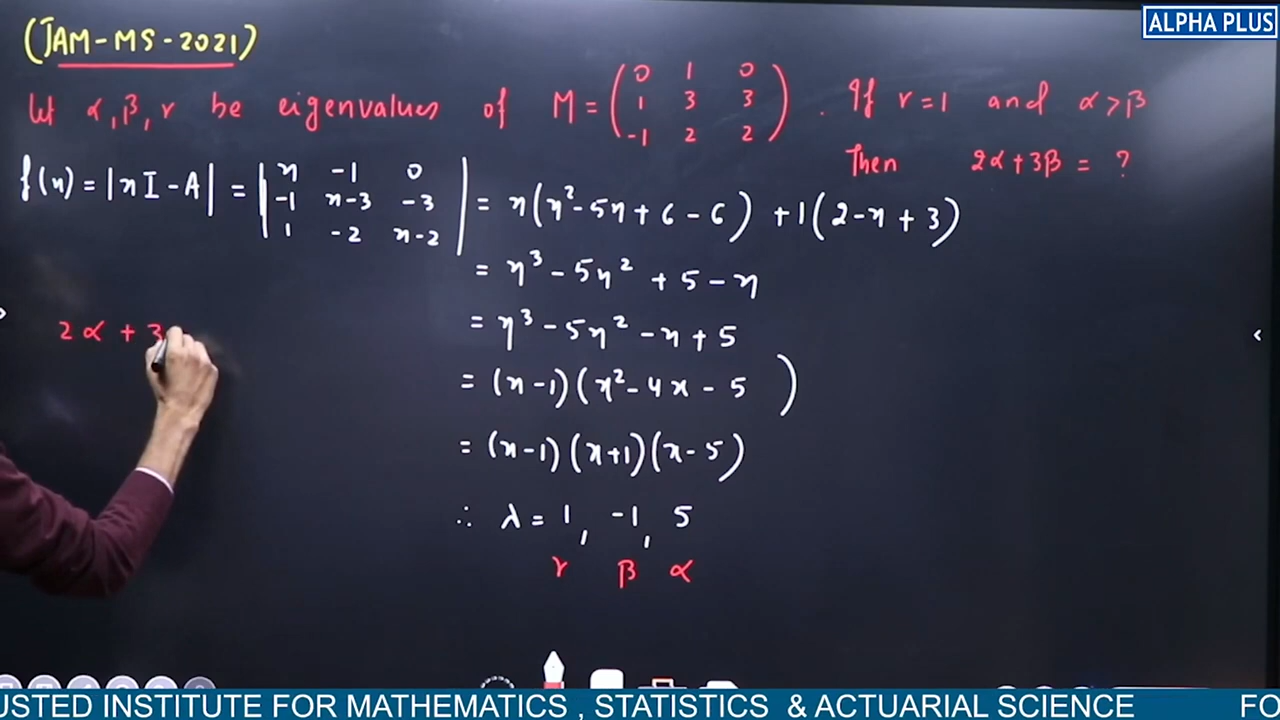 ALPHA PLUS
(JAM-MS-2021)
Let α, β, γ be eigenvalues of M = (0 1 0 / 1 3 3 / -1 2 2). If γ=1 and α>β
Then 2α+3β = ?
f(x) = |xI-A| = |x -1 0 / -1 x-3 -3 / 1 -2 x-2| = x(x²-5x+6-6) +1(2-x+3)
= x³-5x²+5-x
= x³-5x²-x+5
2α+3
= (x-1)(x²-4x-5)
= (x-1)(x+1)(x-5)
∴ λ = 1, -1, 5
γ β α
USTED INSTITUTE FOR MATHEMATICS , STATISTICS & ACTUARIAL SCIENCE FO